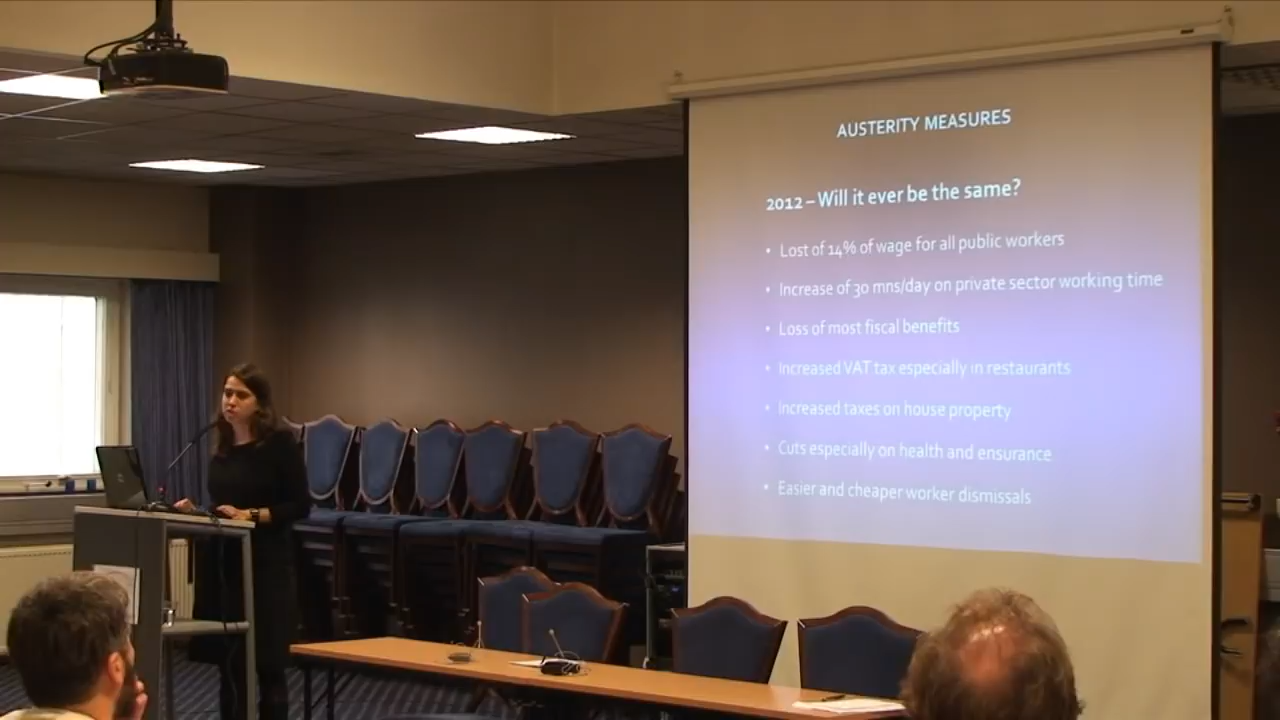 AUSTERITY MEASURES
2012 – Will it ever be the same?
• Lost of 14% of wage for all public workers
• Increase of 30 mns/day on private sector working time
• Loss of most fiscal benefits
• Increased VAT tax especially in restaurants
• Increased taxes on house property
• Cuts especially on health and ensurance
• Easier and cheaper worker dismissals